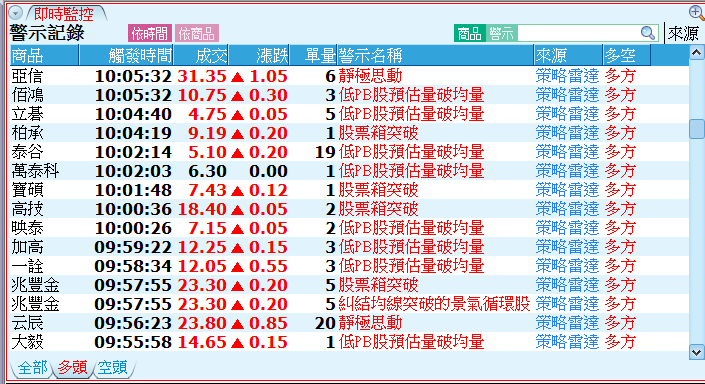 即時監控
警示記錄 依時間 依商品 商品 警示 來源
商品 觸發時間 成交 漲跌 單量 警示名稱 來源 多空
亞信 10:05:32 31.35 ▲ 1.05 6 靜極思動 策略雷達 多方
佰鴻 10:05:32 10.75 ▲ 0.30 3 低PB股預估量破均量 策略雷達 多方
立碁 10:04:40 4.75 ▲ 0.05 5 低PB股預估量破均量 策略雷達 多方
柏承 10:04:19 9.19 ▲ 0.20 1 股票箱突破 策略雷達 多方
泰谷 10:02:14 5.10 ▲ 0.20 19 低PB股預估量破均量 策略雷達 多方
萬泰科 10:02:03 6.30 0.00 1 低PB股預估量破均量 策略雷達 多方
寶碩 10:01:48 7.43 ▲ 0.12 1 股票箱突破 策略雷達 多方
高技 10:00:36 18.40 ▲ 0.05 2 股票箱突破 策略雷達 多方
映泰 10:00:26 7.15 ▲ 0.05 2 低PB股預估量破均量 策略雷達 多方
加高 09:59:22 12.25 ▲ 0.15 3 低PB股預估量破均量 策略雷達 多方
一詮 09:58:34 12.05 ▲ 0.55 3 低PB股預估量破均量 策略雷達 多方
兆豐金 09:57:55 23.30 ▲ 0.20 5 股票箱突破 策略雷達 多方
兆豐金 09:57:55 23.30 ▲ 0.20 5 糾結均線突破的景氣循環股 策略雷達 多方
云辰 09:56:23 23.80 ▲ 0.85 20 靜極思動 策略雷達 多方
大毅 09:55:58 14.65 ▲ 0.15 1 低PB股預估量破均量 策略雷達 多方
全部 多頭 空頭